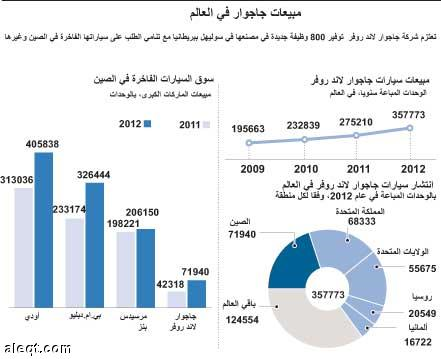 مبيعات جاجوار في العالم
تعتزم شركة جاجوار لاند روفر توفير 800 وظيفة جديدة في مصنعها في سوليهل ببريطانيا مع تنامي الطلب على سياراتها الفاخرة في الصين وغيرها
مبيعات سيارات جاجوار لاند روفر
الوحدات المباعة سنويا، في العالم
195663
232839
275210
357773
2009
2010
2011
2012
انتشار سيارات جاجوار لاند روفر في العالم
بالوحدات المباعة في عام 2012، وفقا لكل منطقة
المملكة المتحدة
68333
الولايات المتحدة
55675
روسيا
20549
ألمانيا
16722
باقي العالم
124554
الصين
71940
357773
سوق السيارات الفاخرة في الصين
مبيعات الماركات الكبرى، بالوحدات
2012
2011
405838
313036
326444
233174
206150
198221
71940
42318
أودي
بي.إم.دبليو
مرسيدس
بنز
جاجوار
لاند روفر
aleqt.com